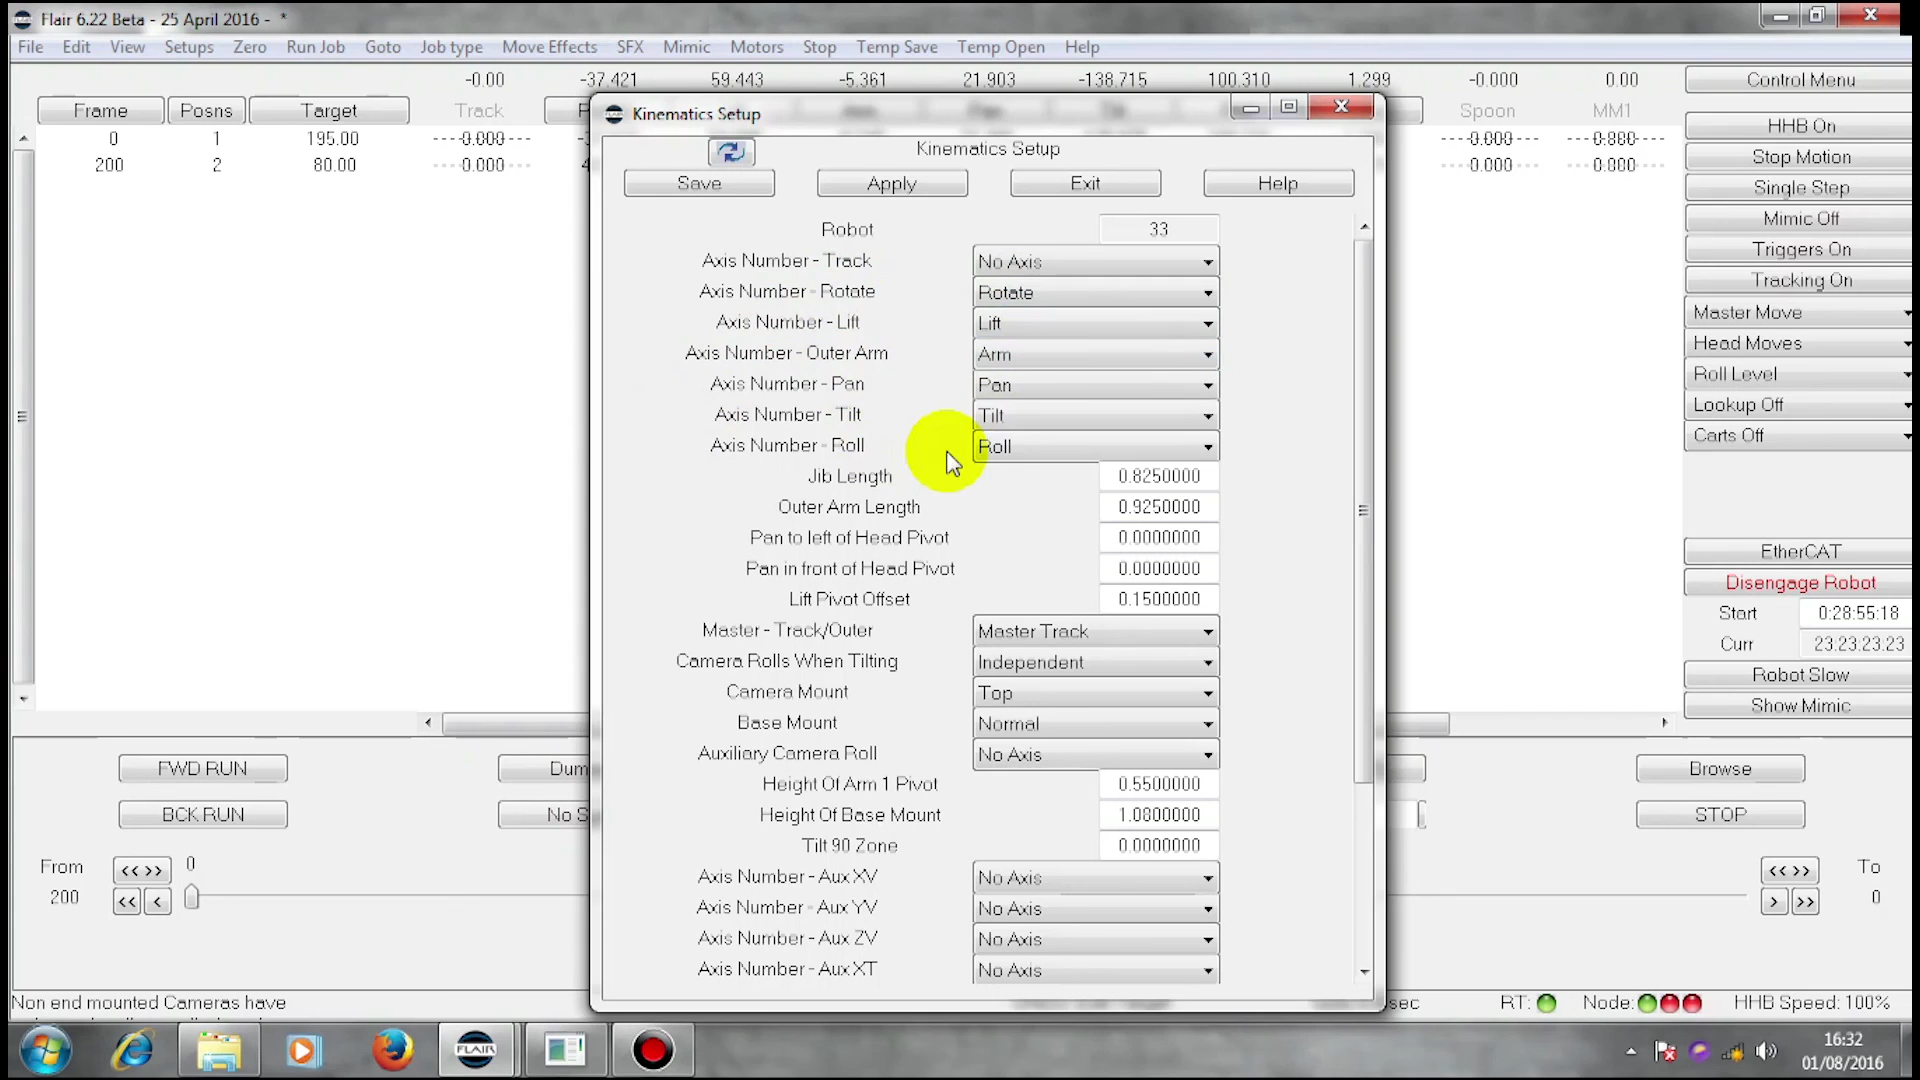 Flair 6.22 Beta - 25 April 2016 - *
File Edit View Setups Zero Run Job Goto Job type Move Effects SFX Mimic Motors Stop Temp Save Temp Open Help
-0.00 -37.421 59.443 -5.361 21.903 -138.715 100.310 1.299 -0.000 0.00
Frame Posns Target Track Spoon MM1
0 1 195.00 -0.000 -0.000
200 2 80.00 -0.000 -0.000
Kinematics Setup
Kinematics Setup
Save Apply Exit Help
Robot 33
Axis Number - Track No Axis
Axis Number - Rotate Rotate
Axis Number - Lift Lift
Axis Number - Outer Arm Arm
Axis Number - Pan Pan
Axis Number - Tilt Tilt
Axis Number - Roll Roll
Jib Length 0.8250000
Outer Arm Length 0.9250000
Pan to left of Head Pivot 0.0000000
Pan in front of Head Pivot 0.0000000
Lift Pivot Offset 0.1500000
Master - Track/Outer Master Track
Camera Rolls When Tilting Independent
Camera Mount Top
Base Mount Normal
Auxiliary Camera Roll No Axis
Height Of Arm 1 Pivot 0.5500000
Height Of Base Mount 1.0800000
Tilt 90 Zone 0.0000000
Axis Number - Aux XV No Axis
Axis Number - Aux YV No Axis
Axis Number - Aux ZV No Axis
Axis Number - Aux XT No Axis
Control Menu
HHB On
Stop Motion
Single Step
Mimic Off
Triggers On
Tracking On
Master Move
Head Moves
Roll Level
Lookup Off
Carts Off
EtherCAT
Disengage Robot
Start 0:28:55:18
Curr 23:23:23:23
Robot Slow
Show Mimic
FWD RUN Dum Browse
BCK RUN No S STOP
From << >> 0 << >> To
200 << < > >> 0
Non end mounted Cameras have sec RT: Node: HHB Speed: 100%
FLAIR
16:32
01/08/2016